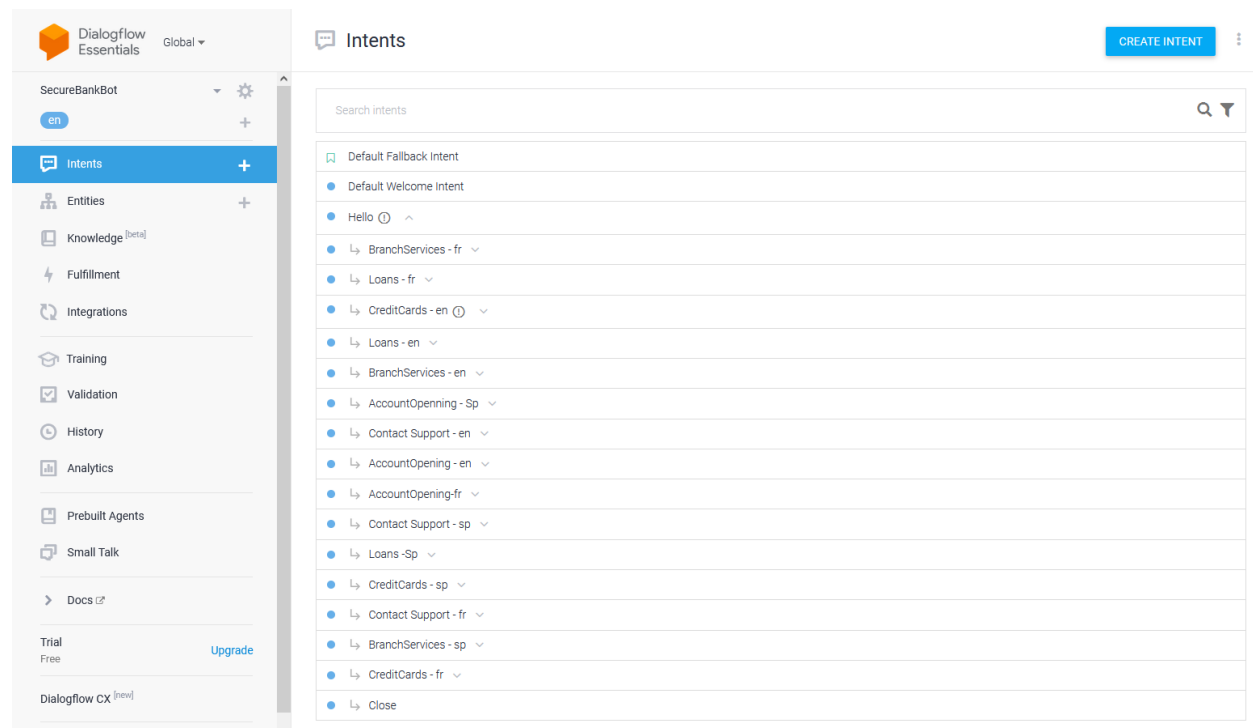 Dialogflow
Essentials
Global
SecureBankBot
en
Intents
Entities
Knowledge [beta]
Fulfillment
Integrations
Training
Validation
History
Analytics
Prebuilt Agents
Small Talk
Docs
Trial
Free
Upgrade
Dialogflow CX [new]
Intents
CREATE INTENT
Search intents
Default Fallback Intent
Default Welcome Intent
Hello
BranchServices - fr
Loans - fr
CreditCards - en
Loans - en
BranchServices - en
AccountOpenning - Sp
Contact Support - en
AccountOpening - en
AccountOpening-fr
Contact Support - sp
Loans -Sp
CreditCards - sp
Contact Support - fr
BranchServices - sp
CreditCards - fr
Close